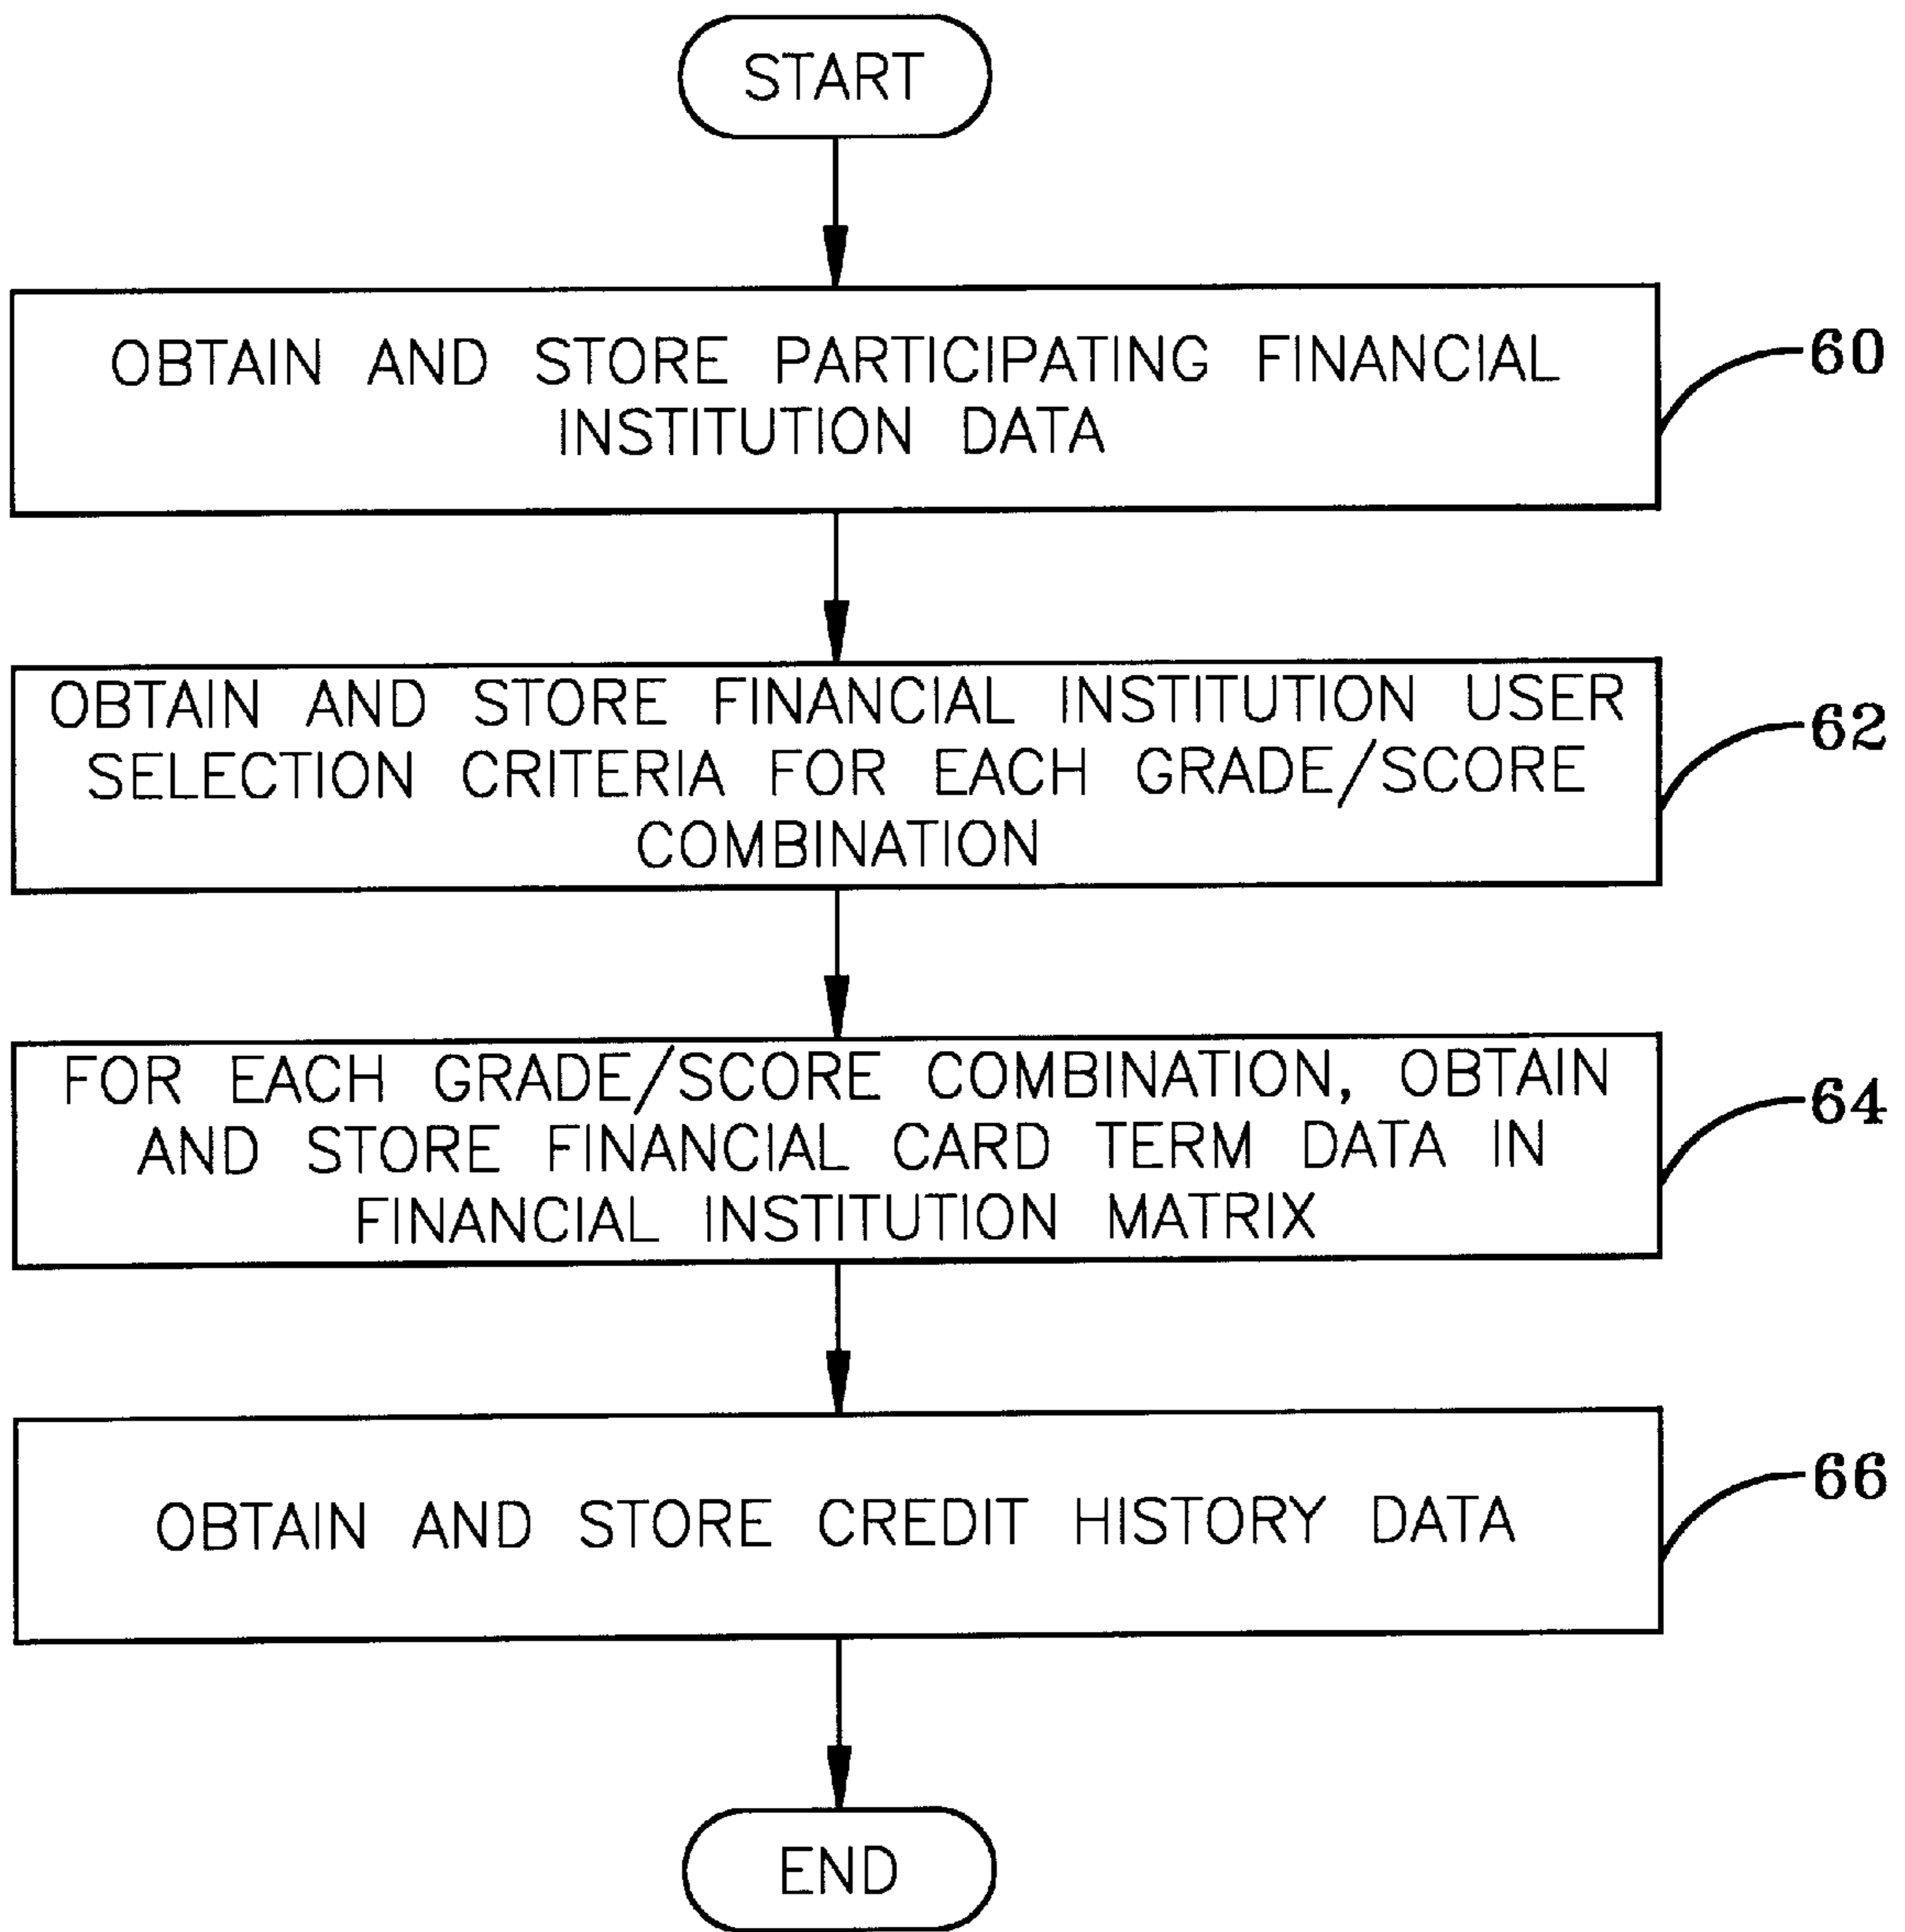 START
OBTAIN AND STORE PARTICIPATING FINANCIAL
INSTITUTION DATA
60
OBTAIN AND STORE FINANCIAL INSTITUTION USER
SELECTION CRITERIA FOR EACH GRADE/SCORE
COMBINATION
62
FOR EACH GRADE/SCORE COMBINATION, OBTAIN
AND STORE FINANCIAL CARD TERM DATA IN
FINANCIAL INSTITUTION MATRIX
64
OBTAIN AND STORE CREDIT HISTORY DATA
66
END